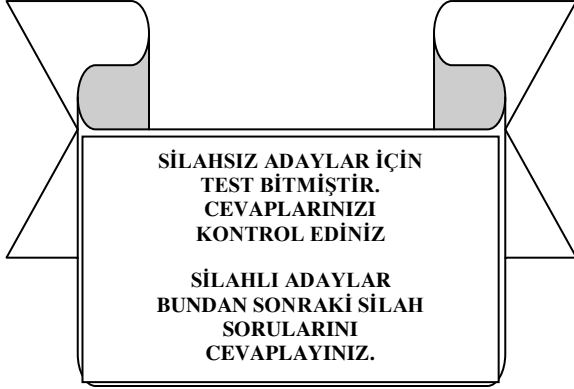 SİLAHSIZ ADAYLAR İÇİN
TEST BİTMİŞTİR.
CEVAPLARINIZI
KONTROL EDİNİZ
SİLAHLI ADAYLAR
BUNDAN SONRAKİ SİLAH
SORULARINI
CEVAPLAYINIZ.